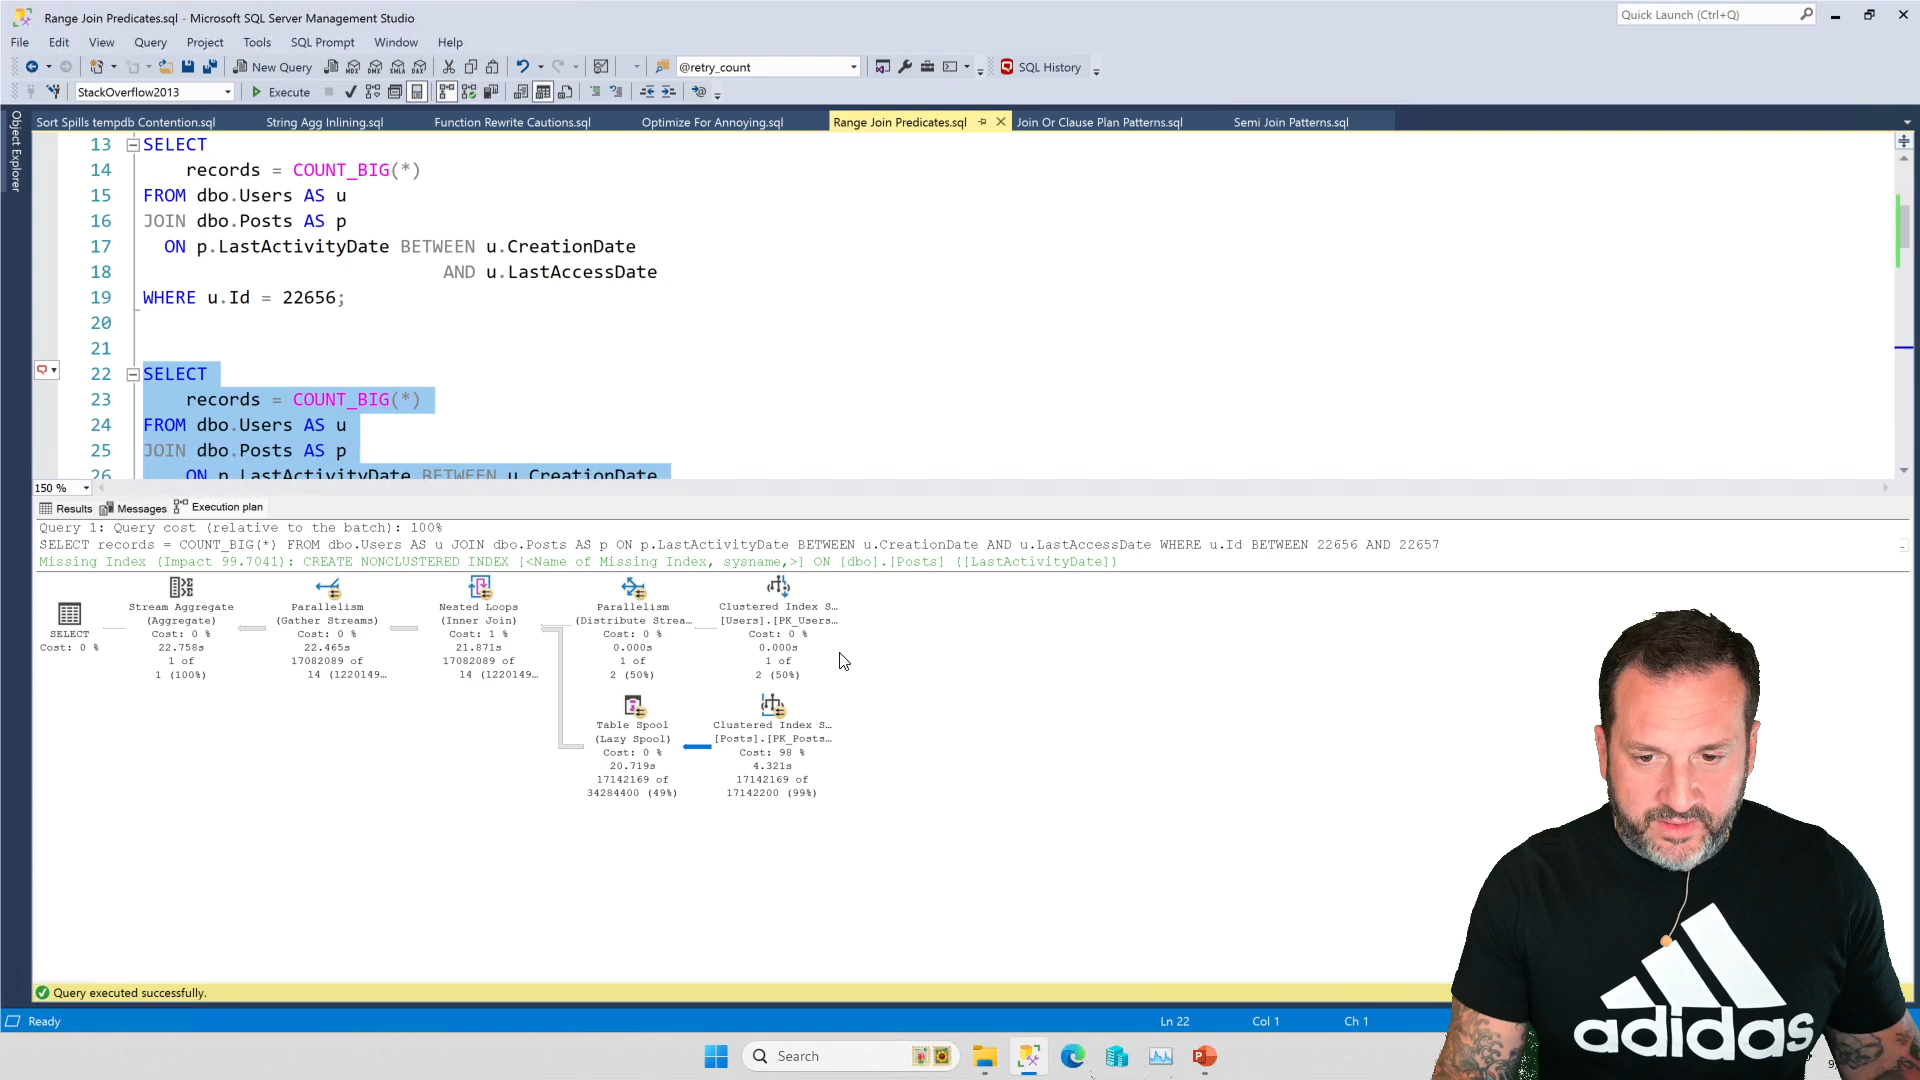 Range Join Predicates.sql - Microsoft SQL Server Management Studio
Quick Launch (Ctrl+Q)
File Edit View Query Project Tools SQL Prompt Window Help
New Query
@retry_count
SQL History
StackOverflow2013
Execute
Object Explorer
Sort Spills tempdb Contention.sql
String Agg Inlining.sql
Function Rewrite Cautions.sql
Optimize For Annoying.sql
Range Join Predicates.sql
Join Or Clause Plan Patterns.sql
Semi Join Patterns.sql
13 SELECT
14 records = COUNT_BIG(*)
15 FROM dbo.Users AS u
16 JOIN dbo.Posts AS p
17 ON p.LastActivityDate BETWEEN u.CreationDate
18 AND u.LastAccessDate
19 WHERE u.Id = 22656;
20
21
22 SELECT
23 records = COUNT_BIG(*)
24 FROM dbo.Users AS u
25 JOIN dbo.Posts AS p
26 ON p.LastActivityDate BETWEEN u.CreationDate
150 %
Results Messages Execution plan
Query 1: Query cost (relative to the batch): 100%
SELECT records = COUNT_BIG(*) FROM dbo.Users AS u JOIN dbo.Posts AS p ON p.LastActivityDate BETWEEN u.CreationDate AND u.LastAccessDate WHERE u.Id BETWEEN 22656 AND 22657
Missing Index (Impact 99.7041): CREATE NONCLUSTERED INDEX [<Name of Missing Index, sysname,>] ON [dbo].[Posts] ([LastActivityDate])
SELECT
Cost: 0 %
Stream Aggregate
(Aggregate)
Cost: 0 %
22.758s
1 of
1 (100%)
Parallelism
(Gather Streams)
Cost: 0 %
22.465s
17082089 of
14 (1220149…
Nested Loops
(Inner Join)
Cost: 1 %
21.871s
17082089 of
14 (1220149…
Parallelism
(Distribute Strea…
Cost: 0 %
0.000s
1 of
2 (50%)
Clustered Index S…
[Users].[PK_Users…
Cost: 0 %
0.000s
1 of
2 (50%)
Table Spool
(Lazy Spool)
Cost: 0 %
20.719s
17142169 of
34284400 (49%)
Clustered Index S…
[Posts].[PK_Posts…
Cost: 98 %
4.321s
17142169 of
17142200 (99%)
Query executed successfully.
Ready
Ln 22 Col 1 Ch 1
Search
adidas